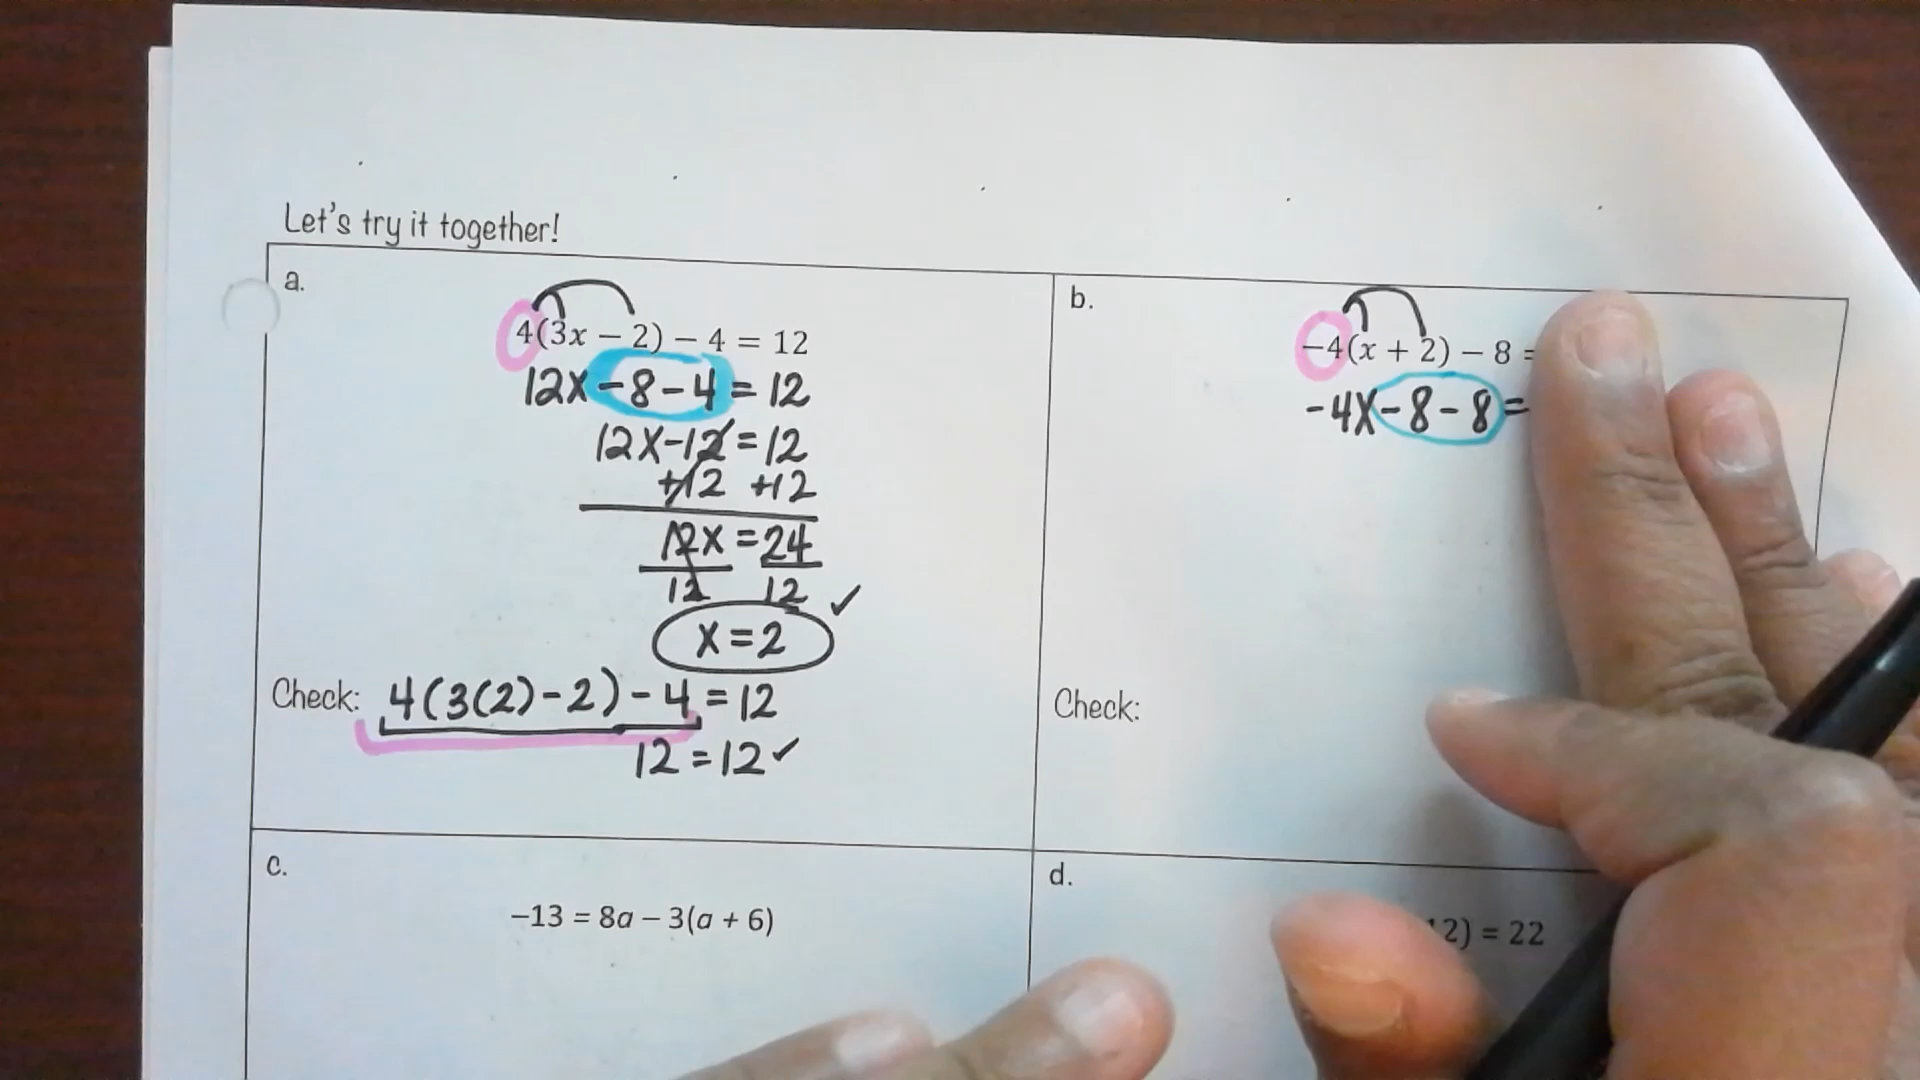 Let's try it together!
a.
4(3x − 2) − 4 = 12
12x-8-4 = 12
12x-12 = 12
+12 +12
12x = 24
12 12 ✓
x = 2
Check: 4(3(2)-2)-4 = 12
12 = 12 ✓
b.
−4(x + 2) − 8 =
-4x-8-8 =
Check:
c.
−13 = 8a − 3(a + 6)
d.
2) = 22